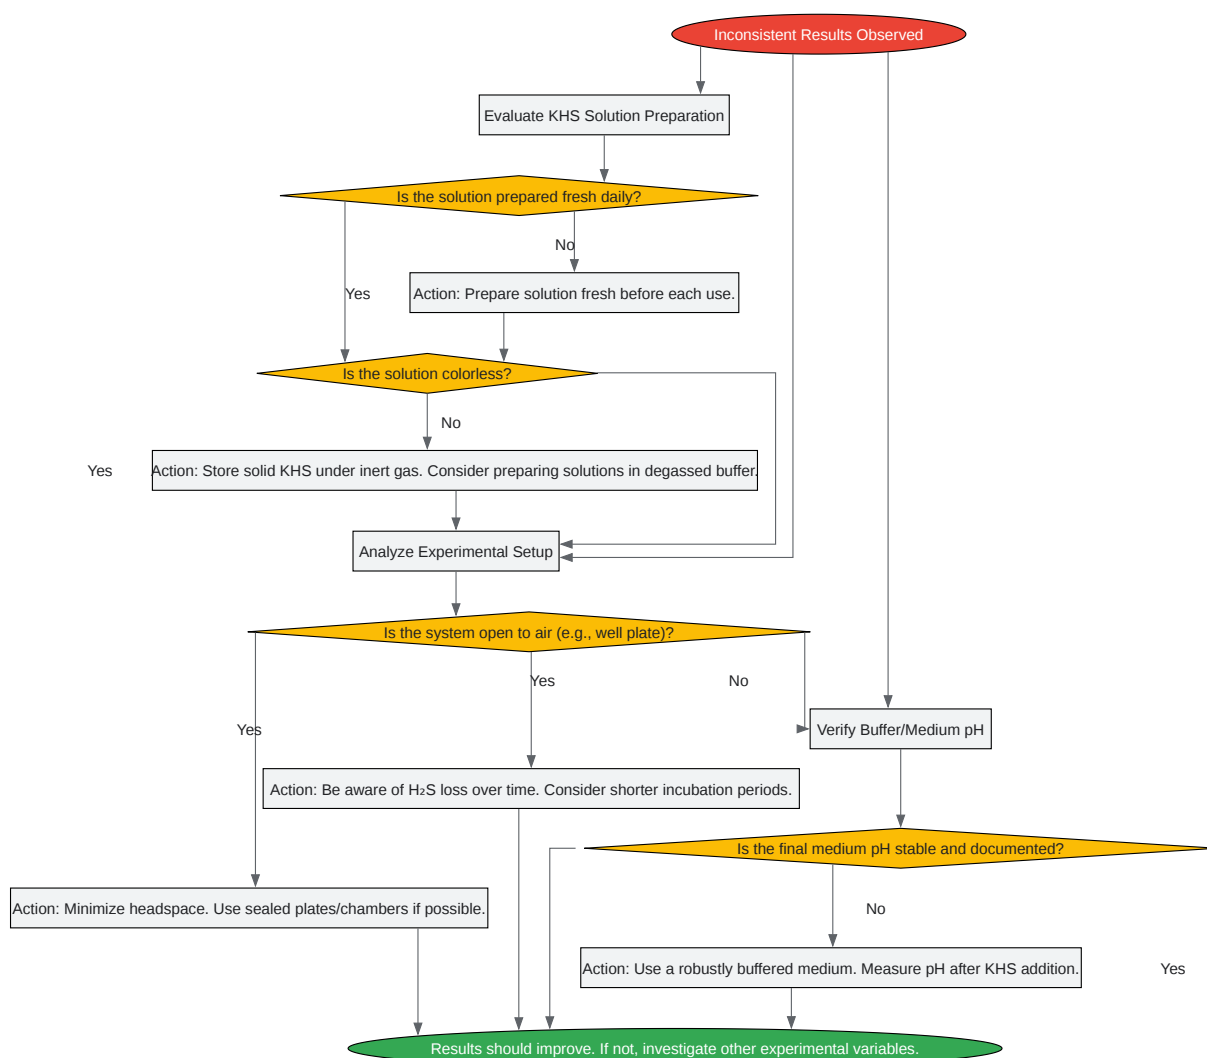 Inconsistent Results Observed
Evaluate KHS Solution Preparation
Is the solution prepared fresh daily?
No
Yes
Action: Prepare solution fresh before each use.
Is the solution colorless?
No
Yes
Action: Store solid KHS under inert gas. Consider preparing solutions in degassed buffer.
Analyze Experimental Setup
Is the system open to air (e.g., well plate)?
Yes
No
Yes
Verify Buffer/Medium pH
Action: Be aware of H₂S loss over time. Consider shorter incubation periods.
Is the final medium pH stable and documented?
Action: Minimize headspace. Use sealed plates/chambers if possible.
No
Action: Use a robustly buffered medium. Measure pH after KHS addition.
Yes
Results should improve. If not, investigate other experimental variables.